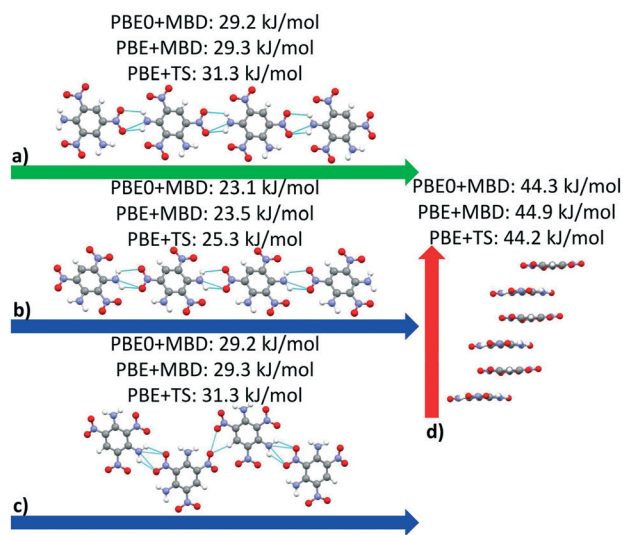 PBE0+MBD: 29.2 kJ/mol
PBE+MBD: 29.3 kJ/mol
PBE+TS: 31.3 kJ/mol
a)
PBE0+MBD: 23.1 kJ/mol
PBE+MBD: 23.5 kJ/mol
PBE+TS: 25.3 kJ/mol
b)
PBE0+MBD: 29.2 kJ/mol
PBE+MBD: 29.3 kJ/mol
PBE+TS: 31.3 kJ/mol
c)
PBE0+MBD: 44.3 kJ/mol
PBE+MBD: 44.9 kJ/mol
PBE+TS: 44.2 kJ/mol
d)